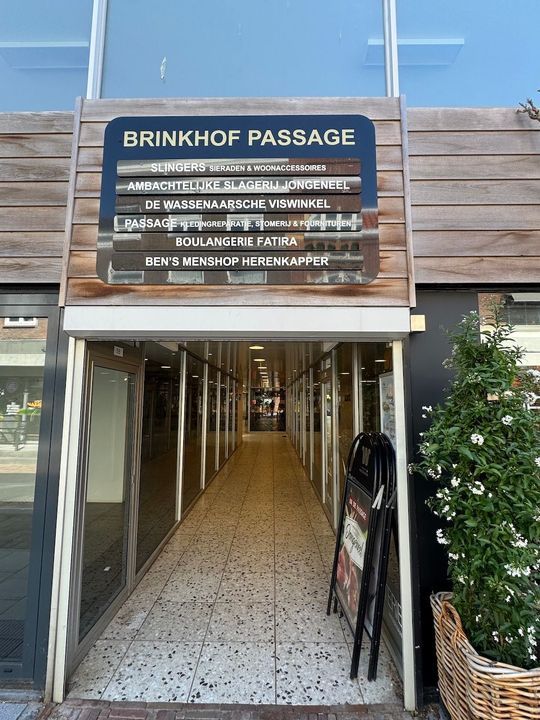 BRINKHOF PASSAGE
SLINGERS SIERADEN & WOONACCESSOIRES
AMBACHTELIJKE SLAGERIJ JONGENEEL
DE WASSENAARSCHE VISWINKEL
PASSAGE KLEDINGREPARATIE, STOMERIJ & FOURNITUREN
BOULANGERIE FATIRA
BEN'S MENSHOP HERENKAPPER
Jongeneel